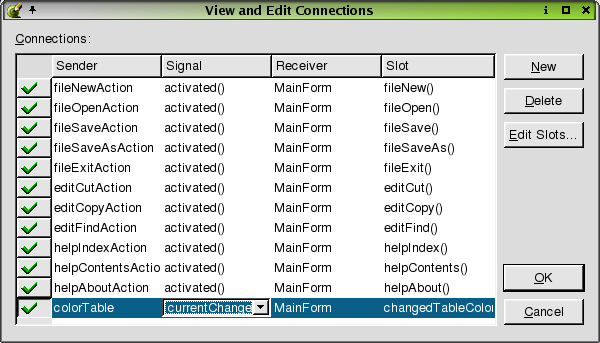 View and Edit Connections
Connections:
Sender Signal Receiver Slot
fileNewAction activated() MainForm fileNew()
fileOpenAction activated() MainForm fileOpen()
fileSaveAction activated() MainForm fileSave()
fileSaveAsAction activated() MainForm fileSaveAs()
fileExitAction activated() MainForm fileExit()
editCutAction activated() MainForm editCut()
editCopyAction activated() MainForm editCopy()
editFindAction activated() MainForm editFind()
helpIndexAction activated() MainForm helpIndex()
helpContentsActio activated() MainForm helpContents()
helpAboutAction activated() MainForm helpAbout()
colorTable currentChange MainForm changedTableColor
New
Delete
Edit Slots...
OK
Cancel